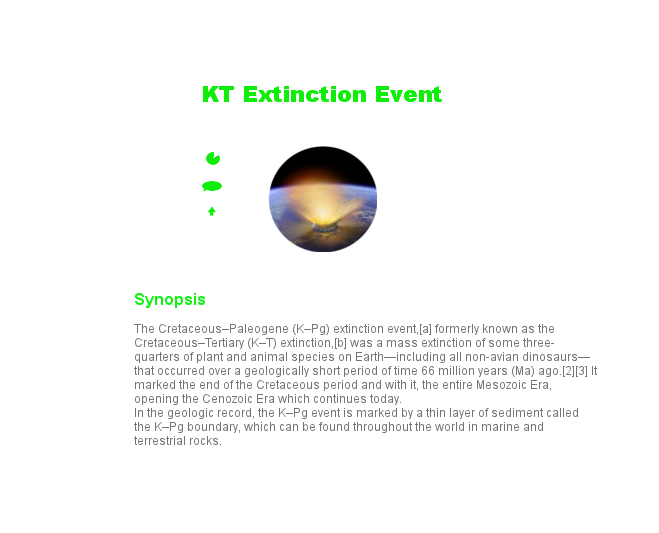 KT Extinction Event
Synopsis
The Cretaceous–Paleogene (K–Pg) extinction event,[a] formerly known as the
Cretaceous–Tertiary (K–T) extinction,[b] was a mass extinction of some three-
quarters of plant and animal species on Earth—including all non-avian dinosaurs—
that occurred over a geologically short period of time 66 million years (Ma) ago.[2][3] It
marked the end of the Cretaceous period and with it, the entire Mesozoic Era,
opening the Cenozoic Era which continues today.
In the geologic record, the K–Pg event is marked by a thin layer of sediment called
the K–Pg boundary, which can be found throughout the world in marine and
terrestrial rocks.